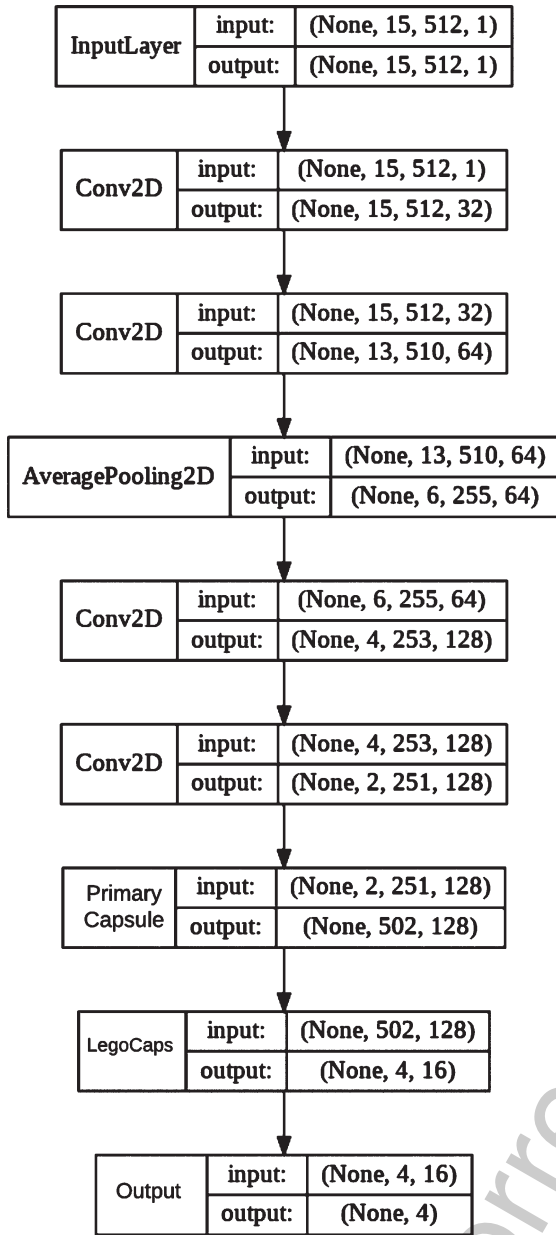 InputLayer
input: (None, 15, 512, 1)
output: (None, 15, 512, 1)
Conv2D
input: (None, 15, 512, 1)
output: (None, 15, 512, 32)
Conv2D
input: (None, 15, 512, 32)
output: (None, 13, 510, 64)
AveragePooling2D
input: (None, 13, 510, 64)
output: (None, 6, 255, 64)
Conv2D
input: (None, 6, 255, 64)
output: (None, 4, 253, 128)
Conv2D
input: (None, 4, 253, 128)
output: (None, 2, 251, 128)
Primary
Capsule
input: (None, 2, 251, 128)
output: (None, 502, 128)
LegoCaps
input: (None, 502, 128)
output: (None, 4, 16)
Output
input: (None, 4, 16)
output: (None, 4)